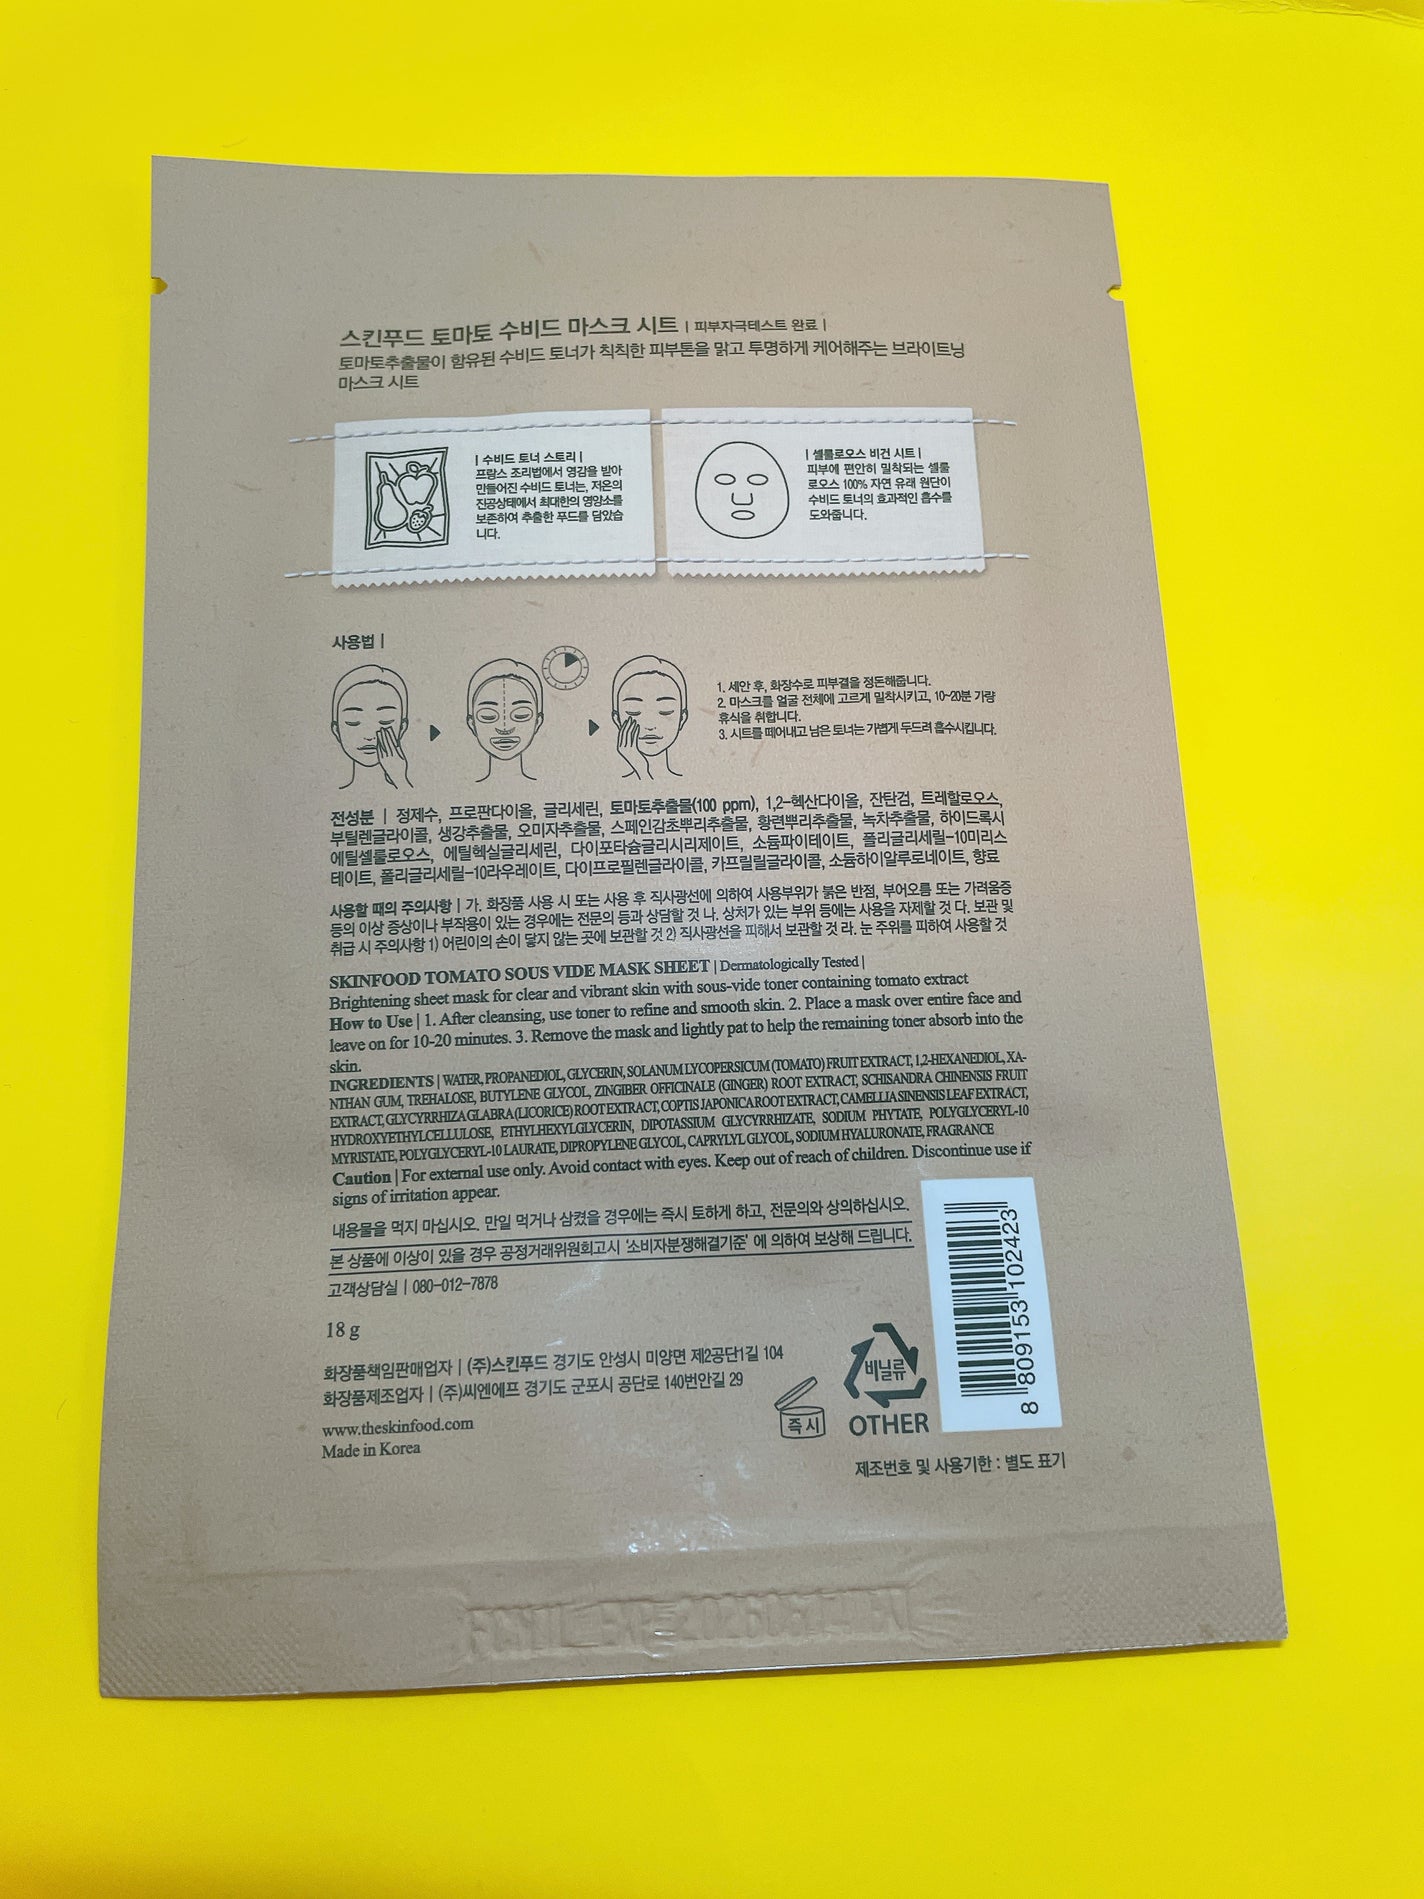 스킨푸드 토마토 수비드 마스크 시트 | 피부자극테스트 완료 |
토마토추출물이 함유된 수비드 토너가 칙칙한 피부톤을 맑고 투명하게 케어해주는 브라이트닝
마스크 시트
| 수비드 토너 스토리 |
프랑스 조리법에서 영감을 받아
만들어진 수비드 토너는, 저온의
진공상태에서 최대한의 영양소를
보존하여 추출한 푸드를 담았습
니다.
| 셀룰로오스 비건 시트 |
피부에 편안히 밀착되는 셀룰
로오스 100% 자연 유래 원단이
수비드 토너의 효과적인 흡수를
도와줍니다.
사용법 |
1. 세안 후, 화장수로 피부결을 정돈해줍니다.
2. 마스크를 얼굴 전체에 고르게 밀착시키고, 10~20분 가량
휴식을 취합니다.
3. 시트를 떼어내고 남은 토너는 가볍게 두드려 흡수시킵니다.
전성분 | 정제수, 프로판다이올, 글리세린, 토마토추출물(100 ppm), 1,2-헥산다이올, 잔탄검, 트레할로오스,
부틸렌글라이콜, 생강추출물, 오미자추출물, 스페인감초뿌리추출물, 황련뿌리추출물, 녹차추출물, 하이드록시
에틸셀룰로오스, 에틸헥실글리세린, 다이포타슘글리시리제이트, 소듐파이테이트, 폴리글리세릴-10미리스
테이트, 폴리글리세릴-10라우레이트, 다이프로필렌글라이콜, 카프릴릴글라이콜, 소듐하이알루로네이트, 향료
사용할 때의 주의사항 | 가. 화장품 사용 시 또는 사용 후 직사광선에 의하여 사용부위가 붉은 반점, 부어오름 또는 가려움증
등의 이상 증상이나 부작용이 있는 경우에는 전문의 등과 상담할 것 나. 상처가 있는 부위 등에는 사용을 자제할 것 다. 보관 및
취급 시 주의사항 1) 어린이의 손이 닿지 않는 곳에 보관할 것 2) 직사광선을 피해서 보관할 것 라. 눈 주위를 피하여 사용할 것
SKINFOOD TOMATO SOUS VIDE MASK SHEET | Dermatologically Tested |
Brightening sheet mask for clear and vibrant skin with sous-vide toner containing tomato extract
How to Use | 1. After cleansing, use toner to refine and smooth skin. 2. Place a mask over entire face and
leave on for 10-20 minutes. 3. Remove the mask and lightly pat to help the remaining toner absorb into the
skin.
INGREDIENTS | WATER, PROPANEDIOL, GLYCERIN, SOLANUM LYCOPERSICUM (TOMATO) FRUIT EXTRACT, 1,2-HEXANEDIOL, XA-
NTHAN GUM, TREHALOSE, BUTYLENE GLYCOL, ZINGIBER OFFICINALE (GINGER) ROOT EXTRACT, SCHISANDRA CHINENSIS FRUIT
EXTRACT, GLYCYRRHIZA GLABRA (LICORICE) ROOT EXTRACT, COPTIS JAPONICA ROOT EXTRACT, CAMELLIA SINENSIS LEAF EXTRACT,
HYDROXYETHYLCELLULOSE, ETHYLHEXYLGLYCERIN, DIPOTASSIUM GLYCYRRHIZATE, SODIUM PHYTATE, POLYGLYCERYL-10
MYRISTATE, POLYGLYCERYL-10 LAURATE, DIPROPYLENE GLYCOL, CAPRYLYL GLYCOL, SODIUM HYALURONATE, FRAGRANCE
Caution | For external use only. Avoid contact with eyes. Keep out of reach of children. Discontinue use if
signs of irritation appear.
내용물을 먹지 마십시오. 만일 먹거나 삼켰을 경우에는 즉시 토하게 하고, 전문의와 상의하십시오.
본 상품에 이상이 있을 경우 공정거래위원회고시 '소비자분쟁해결기준' 에 의하여 보상해 드립니다.
고객상담실 | 080-012-7878
18 g
화장품책임판매업자 | (주)스킨푸드 경기도 안성시 미양면 제2공단1길 104
화장품제조업자 | (주)씨엔에프 경기도 군포시 공단로 140번안길 29
www.theskinfood.com
Made in Korea
즉시
비닐류
OTHER
8 809153 102423
제조번호 및 사용기한 : 별도 표기